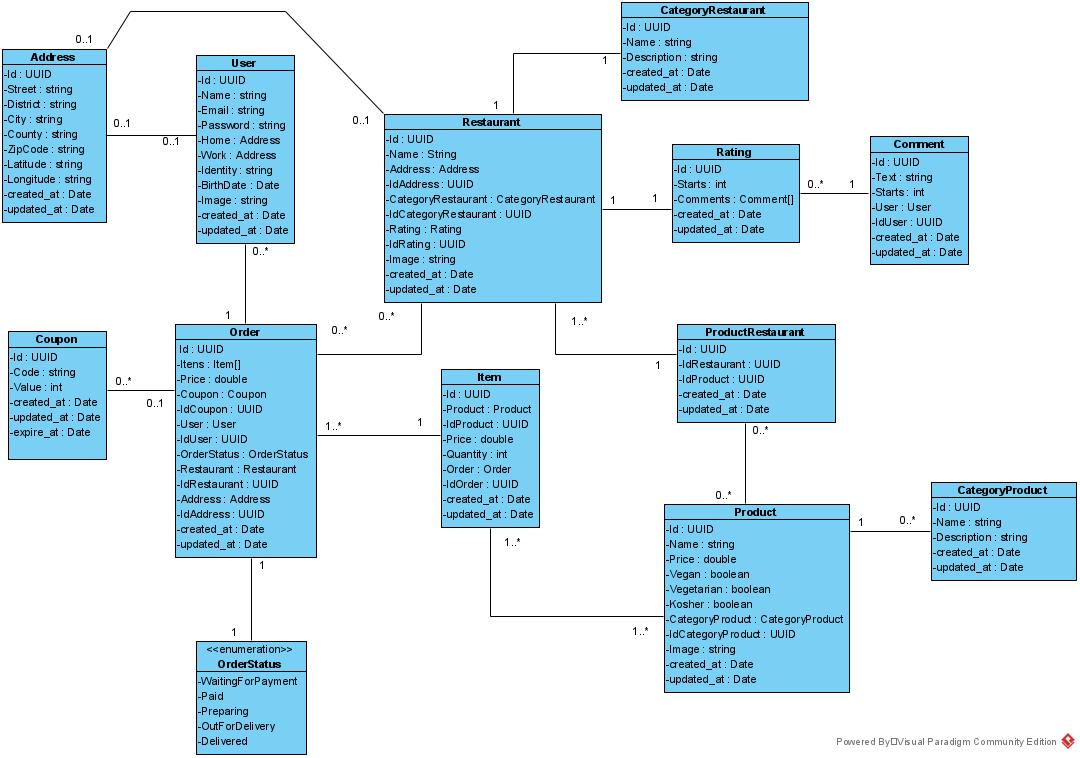 CategoryRestaurant
-Id : UUID
-Name : string
-Description : string
-created_at : Date
-updated_at : Date
0..1
1
1
Address
-Id : UUID
-Street : string
-District : string
-City : string
-County : string
-ZipCode : string
-Latitude : string
-Longitude : string
-created_at : Date
-updated_at : Date
0..1
0..1
User
-Id : UUID
-Name : string
-Email : string
-Password : string
-Home : Address
-Work : Address
-Identity : string
-BirthDate : Date
-Image : string
-created_at : Date
-updated_at : Date
0..*
1
0..1
Restaurant
-Id : UUID
-Name : String
-Address : Address
-IdAddress : UUID
-CategoryRestaurant : CategoryRestaurant
-IdCategoryRestaurant : UUID
-Rating : Rating
-IdRating : UUID
-Image : string
-created_at : Date
-updated_at : Date
1
1
Rating
-Id : UUID
-Starts : int
-Comments : Comment[]
-created_at : Date
-updated_at : Date
0..*
1
Comment
-Id : UUID
-Text : string
-Starts : int
-User : User
-IdUser : UUID
-created_at : Date
-updated_at : Date
0..*
0..*
1..*
1
Coupon
-Id : UUID
-Code : string
-Value : int
-created_at : Date
-updated_at : Date
-expire_at : Date
0..*
0..1
Order
Id : UUID
-Itens : Item[]
-Price : double
-Coupon : Coupon
-IdCoupon : UUID
-User : User
-IdUser : UUID
-OrderStatus : OrderStatus
-Restaurant : Restaurant
-IdRestaurant : UUID
-Address : Address
-IdAddress : UUID
-created_at : Date
-updated_at : Date
1..*
1
Item
-Id : UUID
-Product : Product
-IdProduct : UUID
-Price : double
-Quantity : int
-Order : Order
-IdOrder : UUID
-created_at : Date
-updated_at : Date
1..*
1..*
ProductRestaurant
-Id : UUID
-IdRestaurant : UUID
-IdProduct : UUID
-created_at : Date
-updated_at : Date
0..*
0..*
Product
-Id : UUID
-Name : string
-Price : double
-Vegan : boolean
-Vegetarian : boolean
-Kosher : boolean
-CategoryProduct : CategoryProduct
-IdCategoryProduct : UUID
-Image : string
-created_at : Date
-updated_at : Date
1
0..*
CategoryProduct
-Id : UUID
-Name : string
-Description : string
-created_at : Date
-updated_at : Date
1
1
<<enumeration>>
OrderStatus
-WaitingForPayment
-Paid
-Preparing
-OutForDelivery
-Delivered
Powered By Visual Paradigm Community Edition